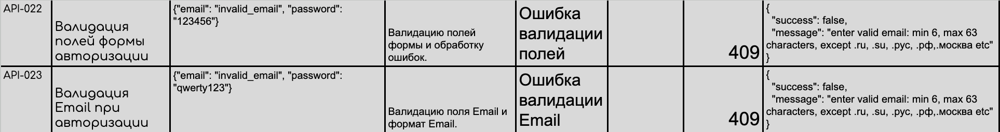 API-022
Валидация
полей формы
авторизации
{"email": "invalid_email", "password":
"123456"}
Валидацию полей
формы и обработку
ошибок.
Ошибка
валидации
полей
409
{
"success": false,
"message": "enter valid email: min 6, max 63
characters, except .ru, .su, .рус, .рф,.москва etc"
}
API-023
Валидация
Email при
авторизации
{"email": "invalid_email", "password":
"qwerty123"}
Валидацию поля Email и
формат Email.
Ошибка
валидации
Email
409
{
"success": false,
"message": "enter valid email: min 6, max 63
characters, except .ru, .su, .рус, .рф,.москва etc"
}